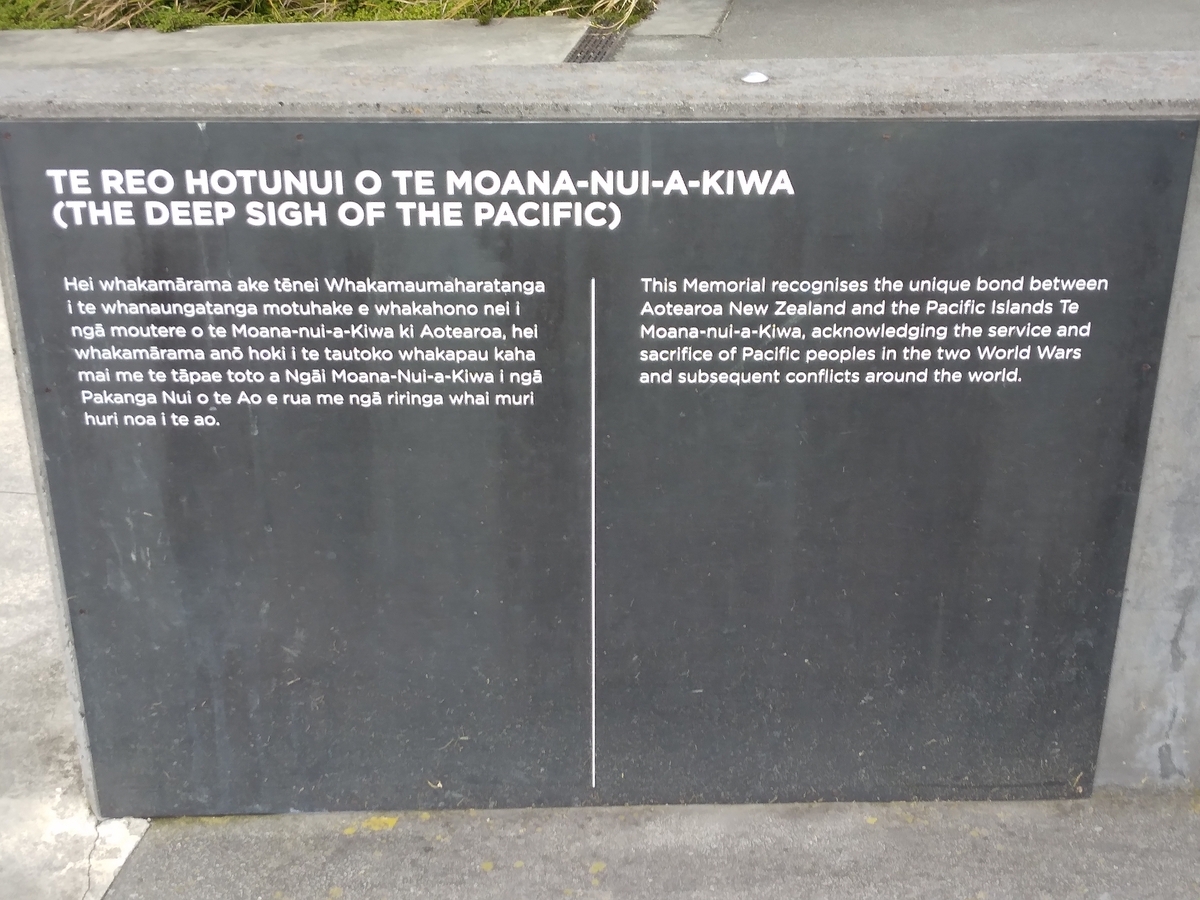 TE REO HOTUNUI O TE MOANA-NUI-A-KIWA
(THE DEEP SIGH OF THE PACIFIC)
Hei whakamārama ake tēnei Whakamaumaharatanga
i te whanaungatanga motuhake e whakahono nei i
ngā moutere o te Moana-nui-a-Kiwa ki Aotearoa, hei
whakamārama anō hoki i te tautoko whakapau kaha
mai me te tāpae toto a Ngāi Moana-Nui-a-Kiwa i ngā
Pakanga Nui o te Ao e rua me ngā riringa whai muri
huri noa i te ao.
This Memorial recognises the unique bond between
Aotearoa New Zealand and the Pacific Islands Te
Moana-nui-a-Kiwa, acknowledging the service and
sacrifice of Pacific peoples in the two World Wars
and subsequent conflicts around the world.